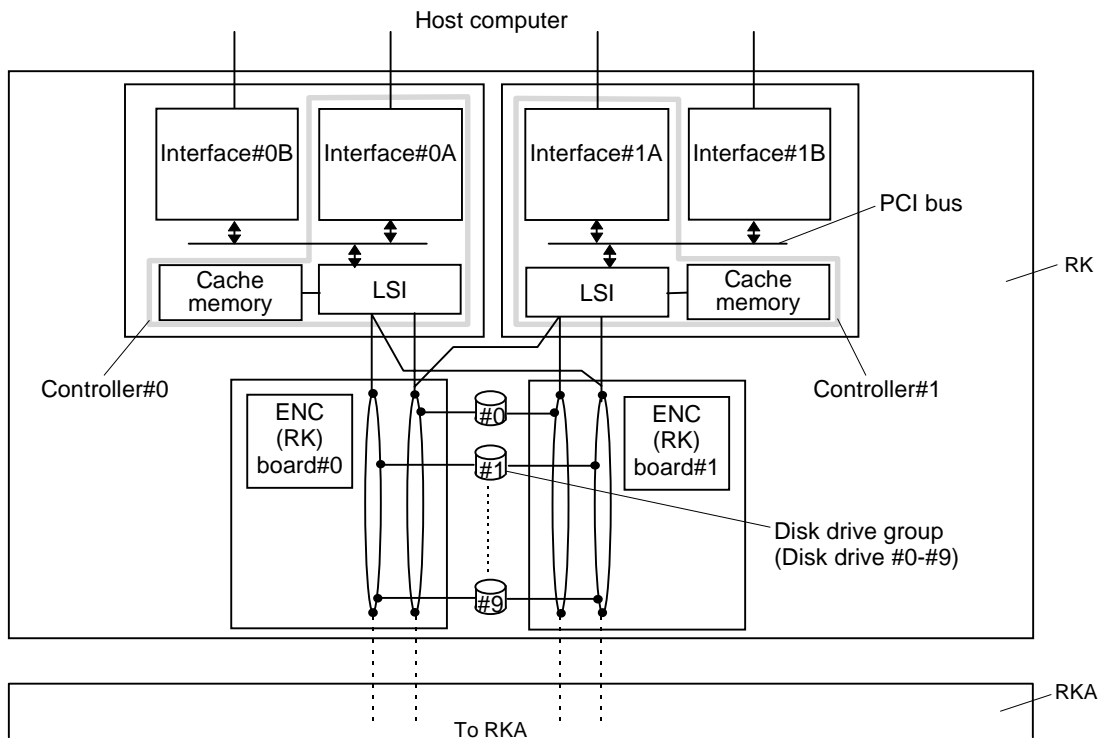 Host computer
Interface#0B
Interface#0A
Interface#1A
Interface#1B
PCI bus
Cache
memory
LSI
LSI
Cache
memory
RK
Controller#0
Controller#1
ENC
(RK)
board#0
#0
#1
#9
ENC
(RK)
board#1
Disk drive group
(Disk drive #0-#9)
RKA
To RKA